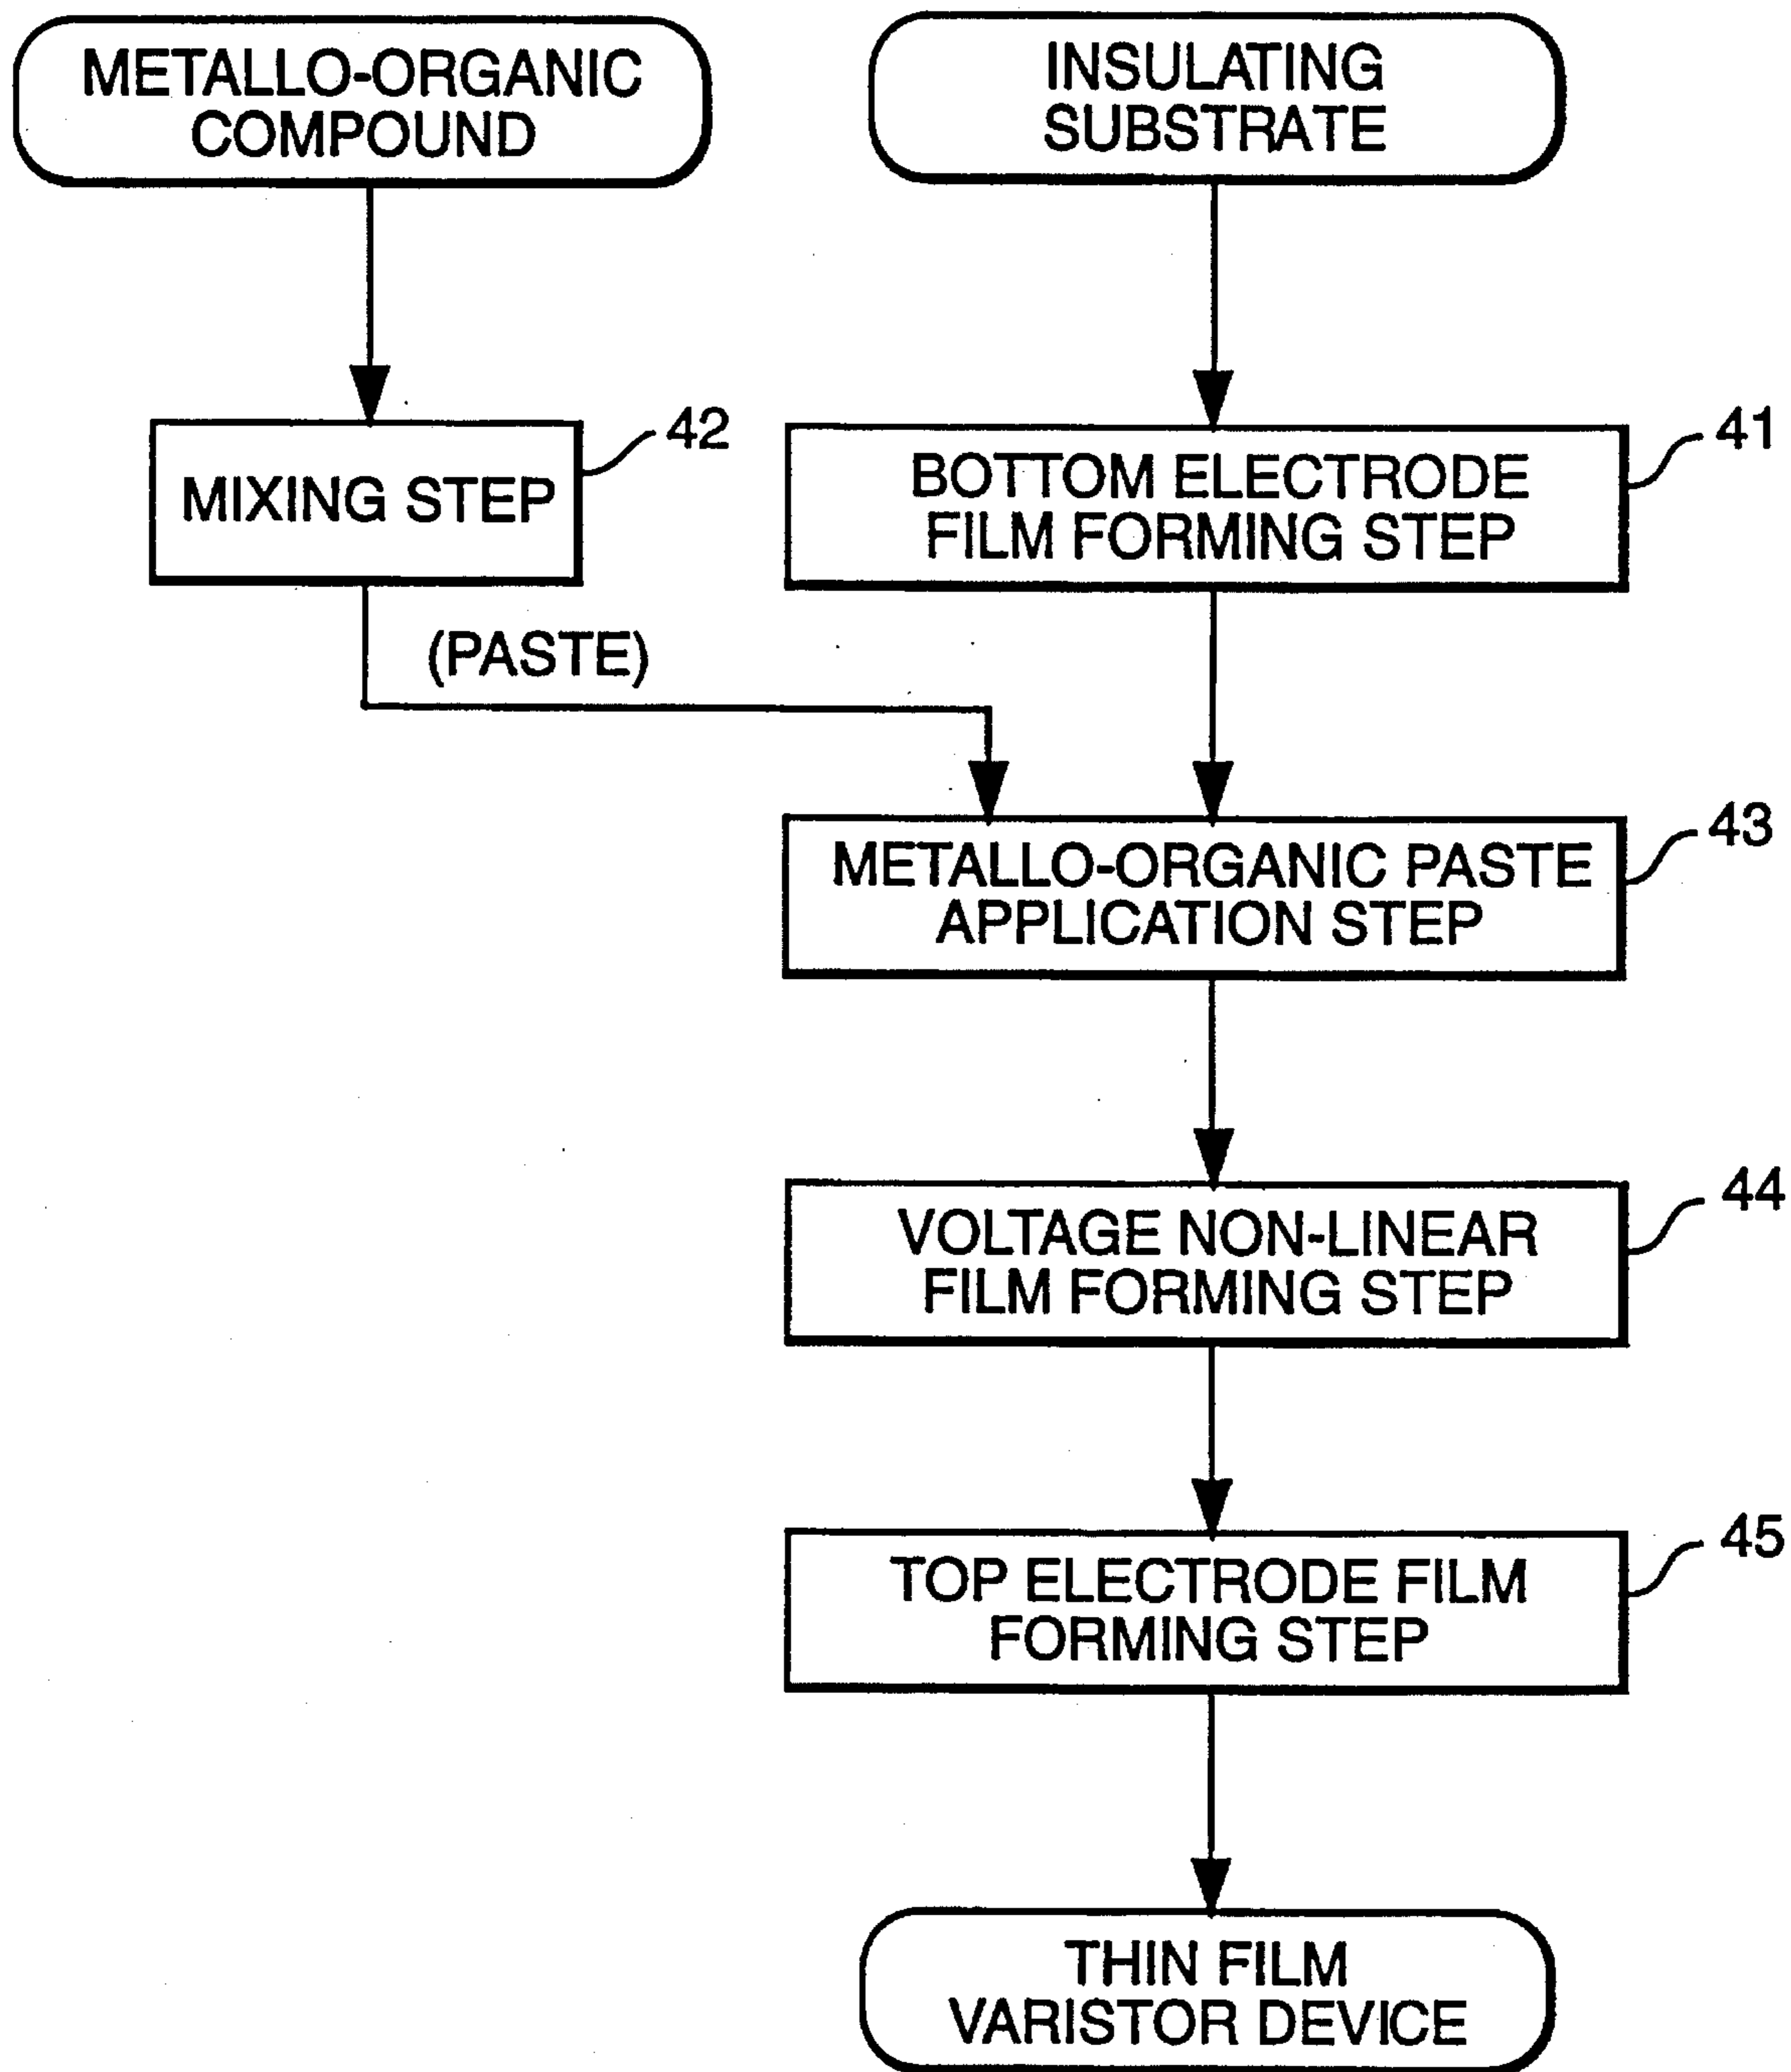 METALLO-ORGANIC
COMPOUND
INSULATING
SUBSTRATE
42
MIXING STEP
41
BOTTOM ELECTRODE
FILM FORMING STEP
(PASTE)
43
METALLO-ORGANIC PASTE
APPLICATION STEP
44
VOLTAGE NON-LINEAR
FILM FORMING STEP
45
TOP ELECTRODE FILM
FORMING STEP
THIN FILM
VARISTOR DEVICE